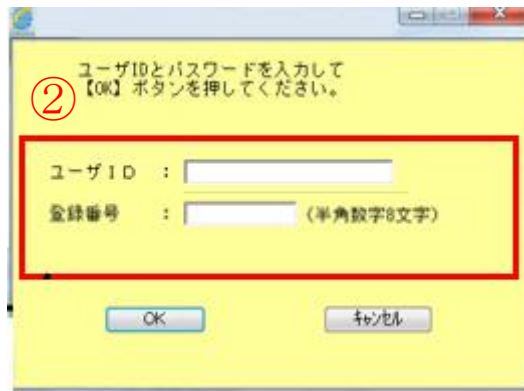 ユーザIDとパスワードを入力して
②【OK】ボタンを押してください。
ユーザID :
登録番号 : (半角数字8文字)
OK キャンセル